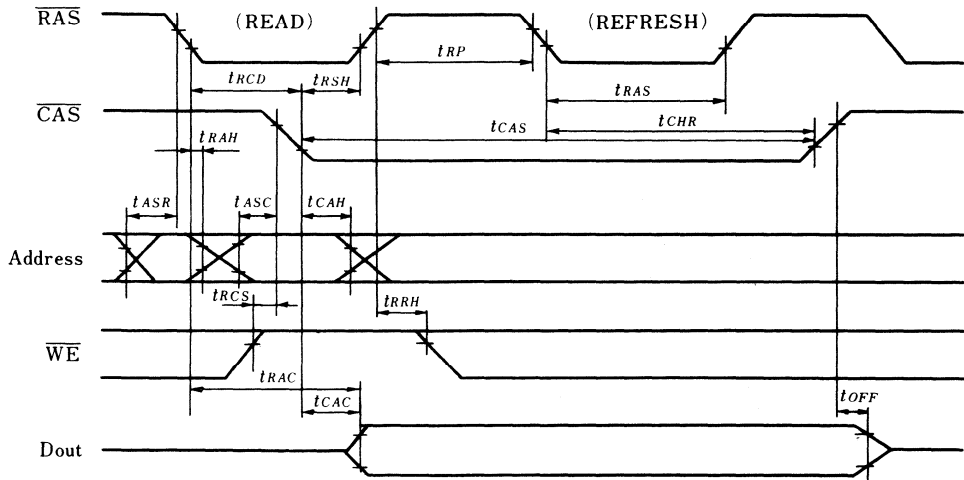 RAS (READ) (REFRESH)
tRP
tRCD tRSH
tRAS
CAS
tCAS tCHR
tRAH
tASR tASC tCAH
Address
tRCS
tRRH
WE
tRAC
tCAC tOFF
Dout